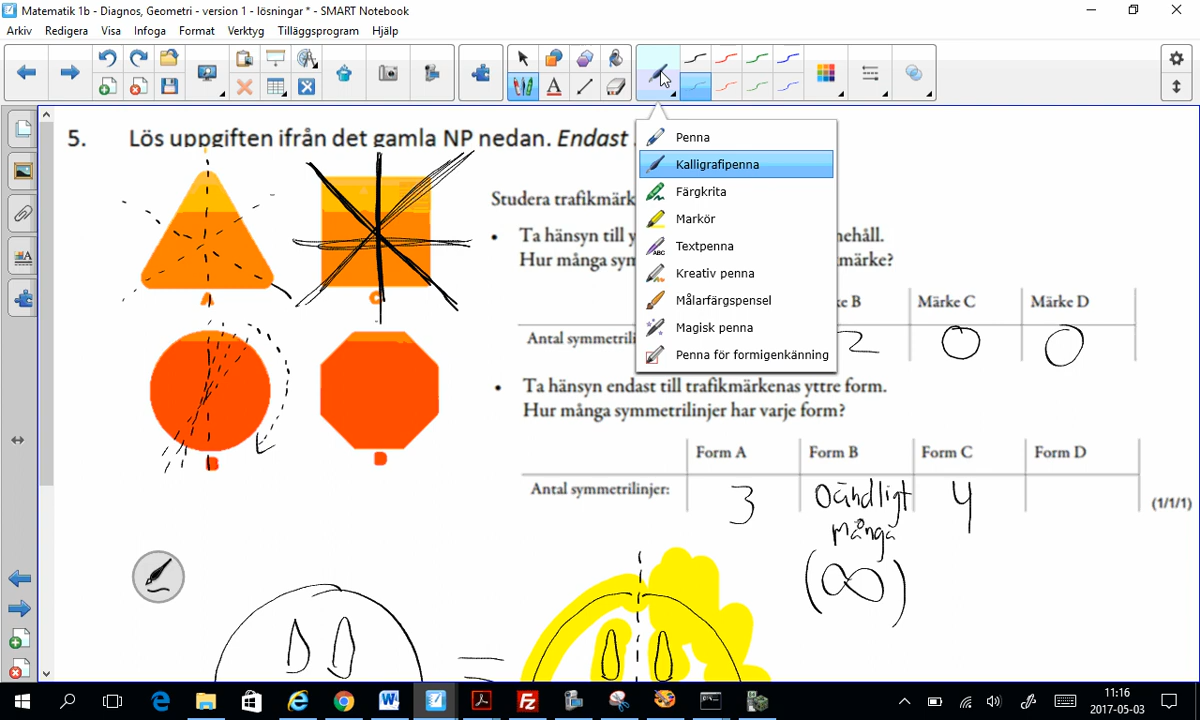 Matematik 1b - Diagnos, Geometri - version 1 - lösningar * - SMART Notebook
Arkiv Redigera Visa Infoga Format Verktyg Tilläggsprogram Hjälp
5. Lös uppgiften ifrån det gamla NP nedan. Endast
Penna
Kalligrafipenna
Färgkrita
Markör
Textpenna
Kreativ penna
Målarfärgspensel
Magisk penna
Penna för formigenkänning
Studera trafikmärk
• Ta hänsyn till y nehåll.
Hur många sym märke?
ke B Märke C Märke D
Antal symmetrili 2 0 0
• Ta hänsyn endast till trafikmärkenas yttre form.
Hur många symmetrilinjer har varje form?
Form A Form B Form C Form D
Antal symmetrilinjer: 3 Oändligt 4
många
(∞)
(1/1/1)
A
C
B
D
=
11:16
2017-05-03